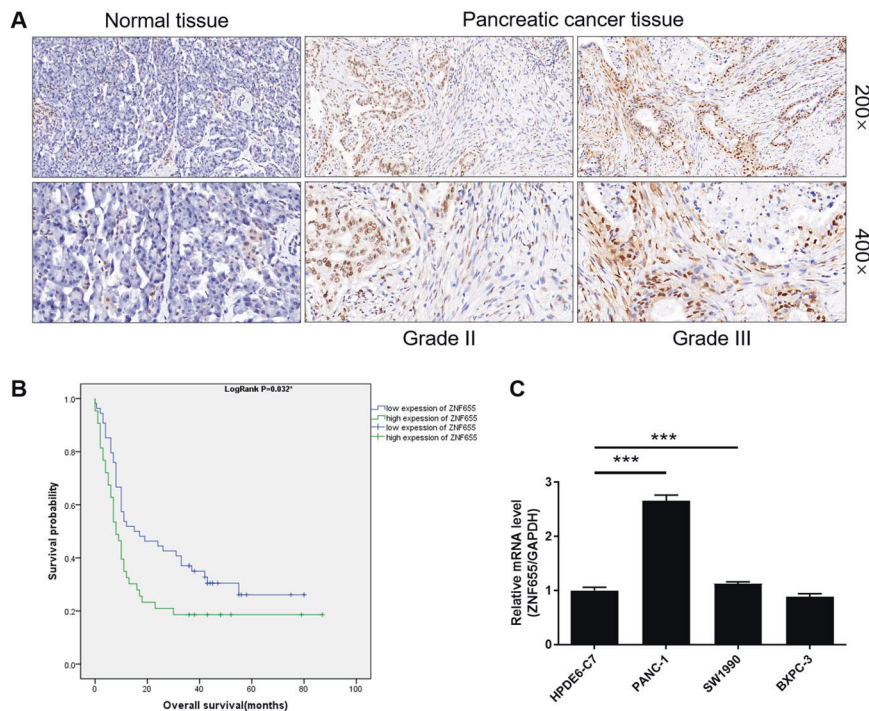 A
Normal tissue
Pancreatic cancer tissue
200×
400×
Grade II
Grade III
B
LogRank P=0.032*
low expession of ZNF655
high expession of ZNF655
low expession of ZNF655
high expession of ZNF655
Survival probability
1.0
0.8
0.6
0.4
0.2
0.0
0
20
40
60
80
100
Overall survival(months)
C
***
***
Relative mRNA level
(ZNF655/GAPDH)
3
2
1
0
HPDE6-C7
PANC-1
SW1990
BXPC-3